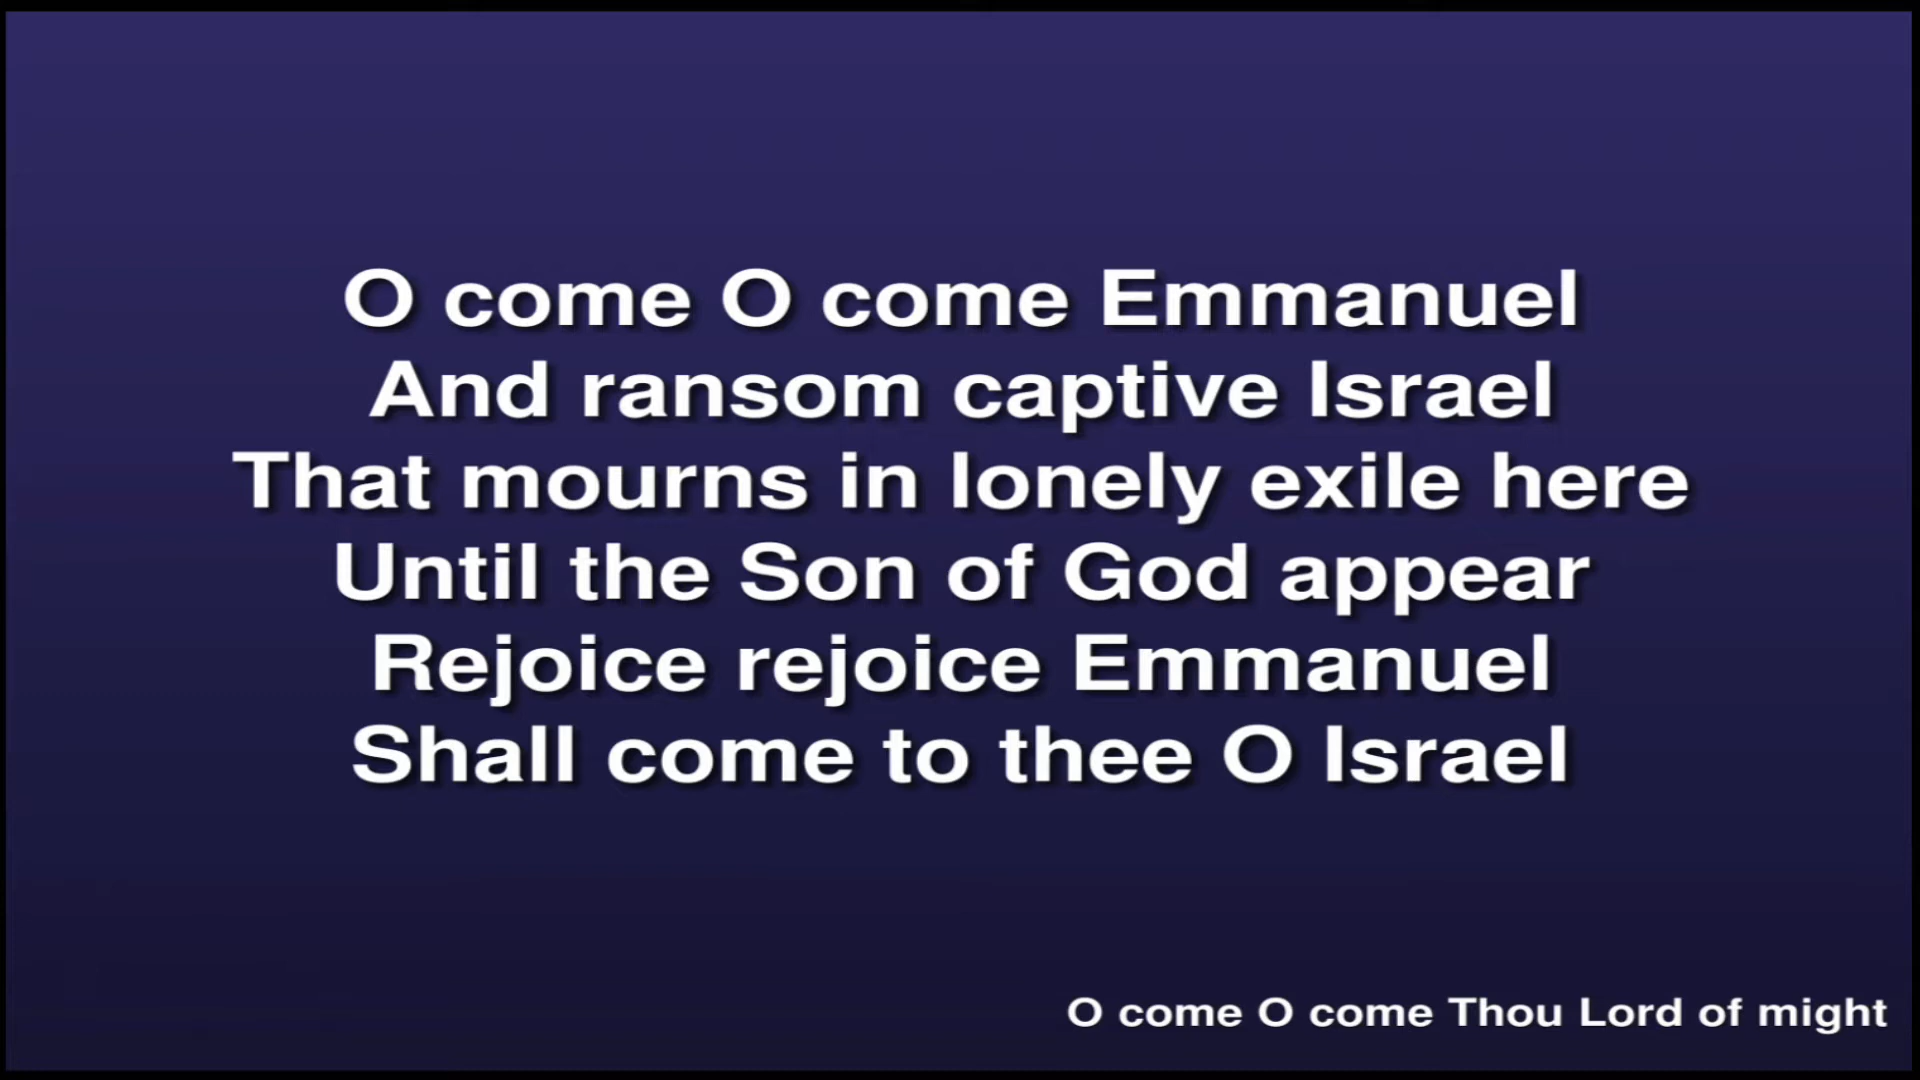 O come O come Emmanuel
And ransom captive Israel
That mourns in lonely exile here
Until the Son of God appear
Rejoice rejoice Emmanuel
Shall come to thee O Israel
O come O come Thou Lord of might